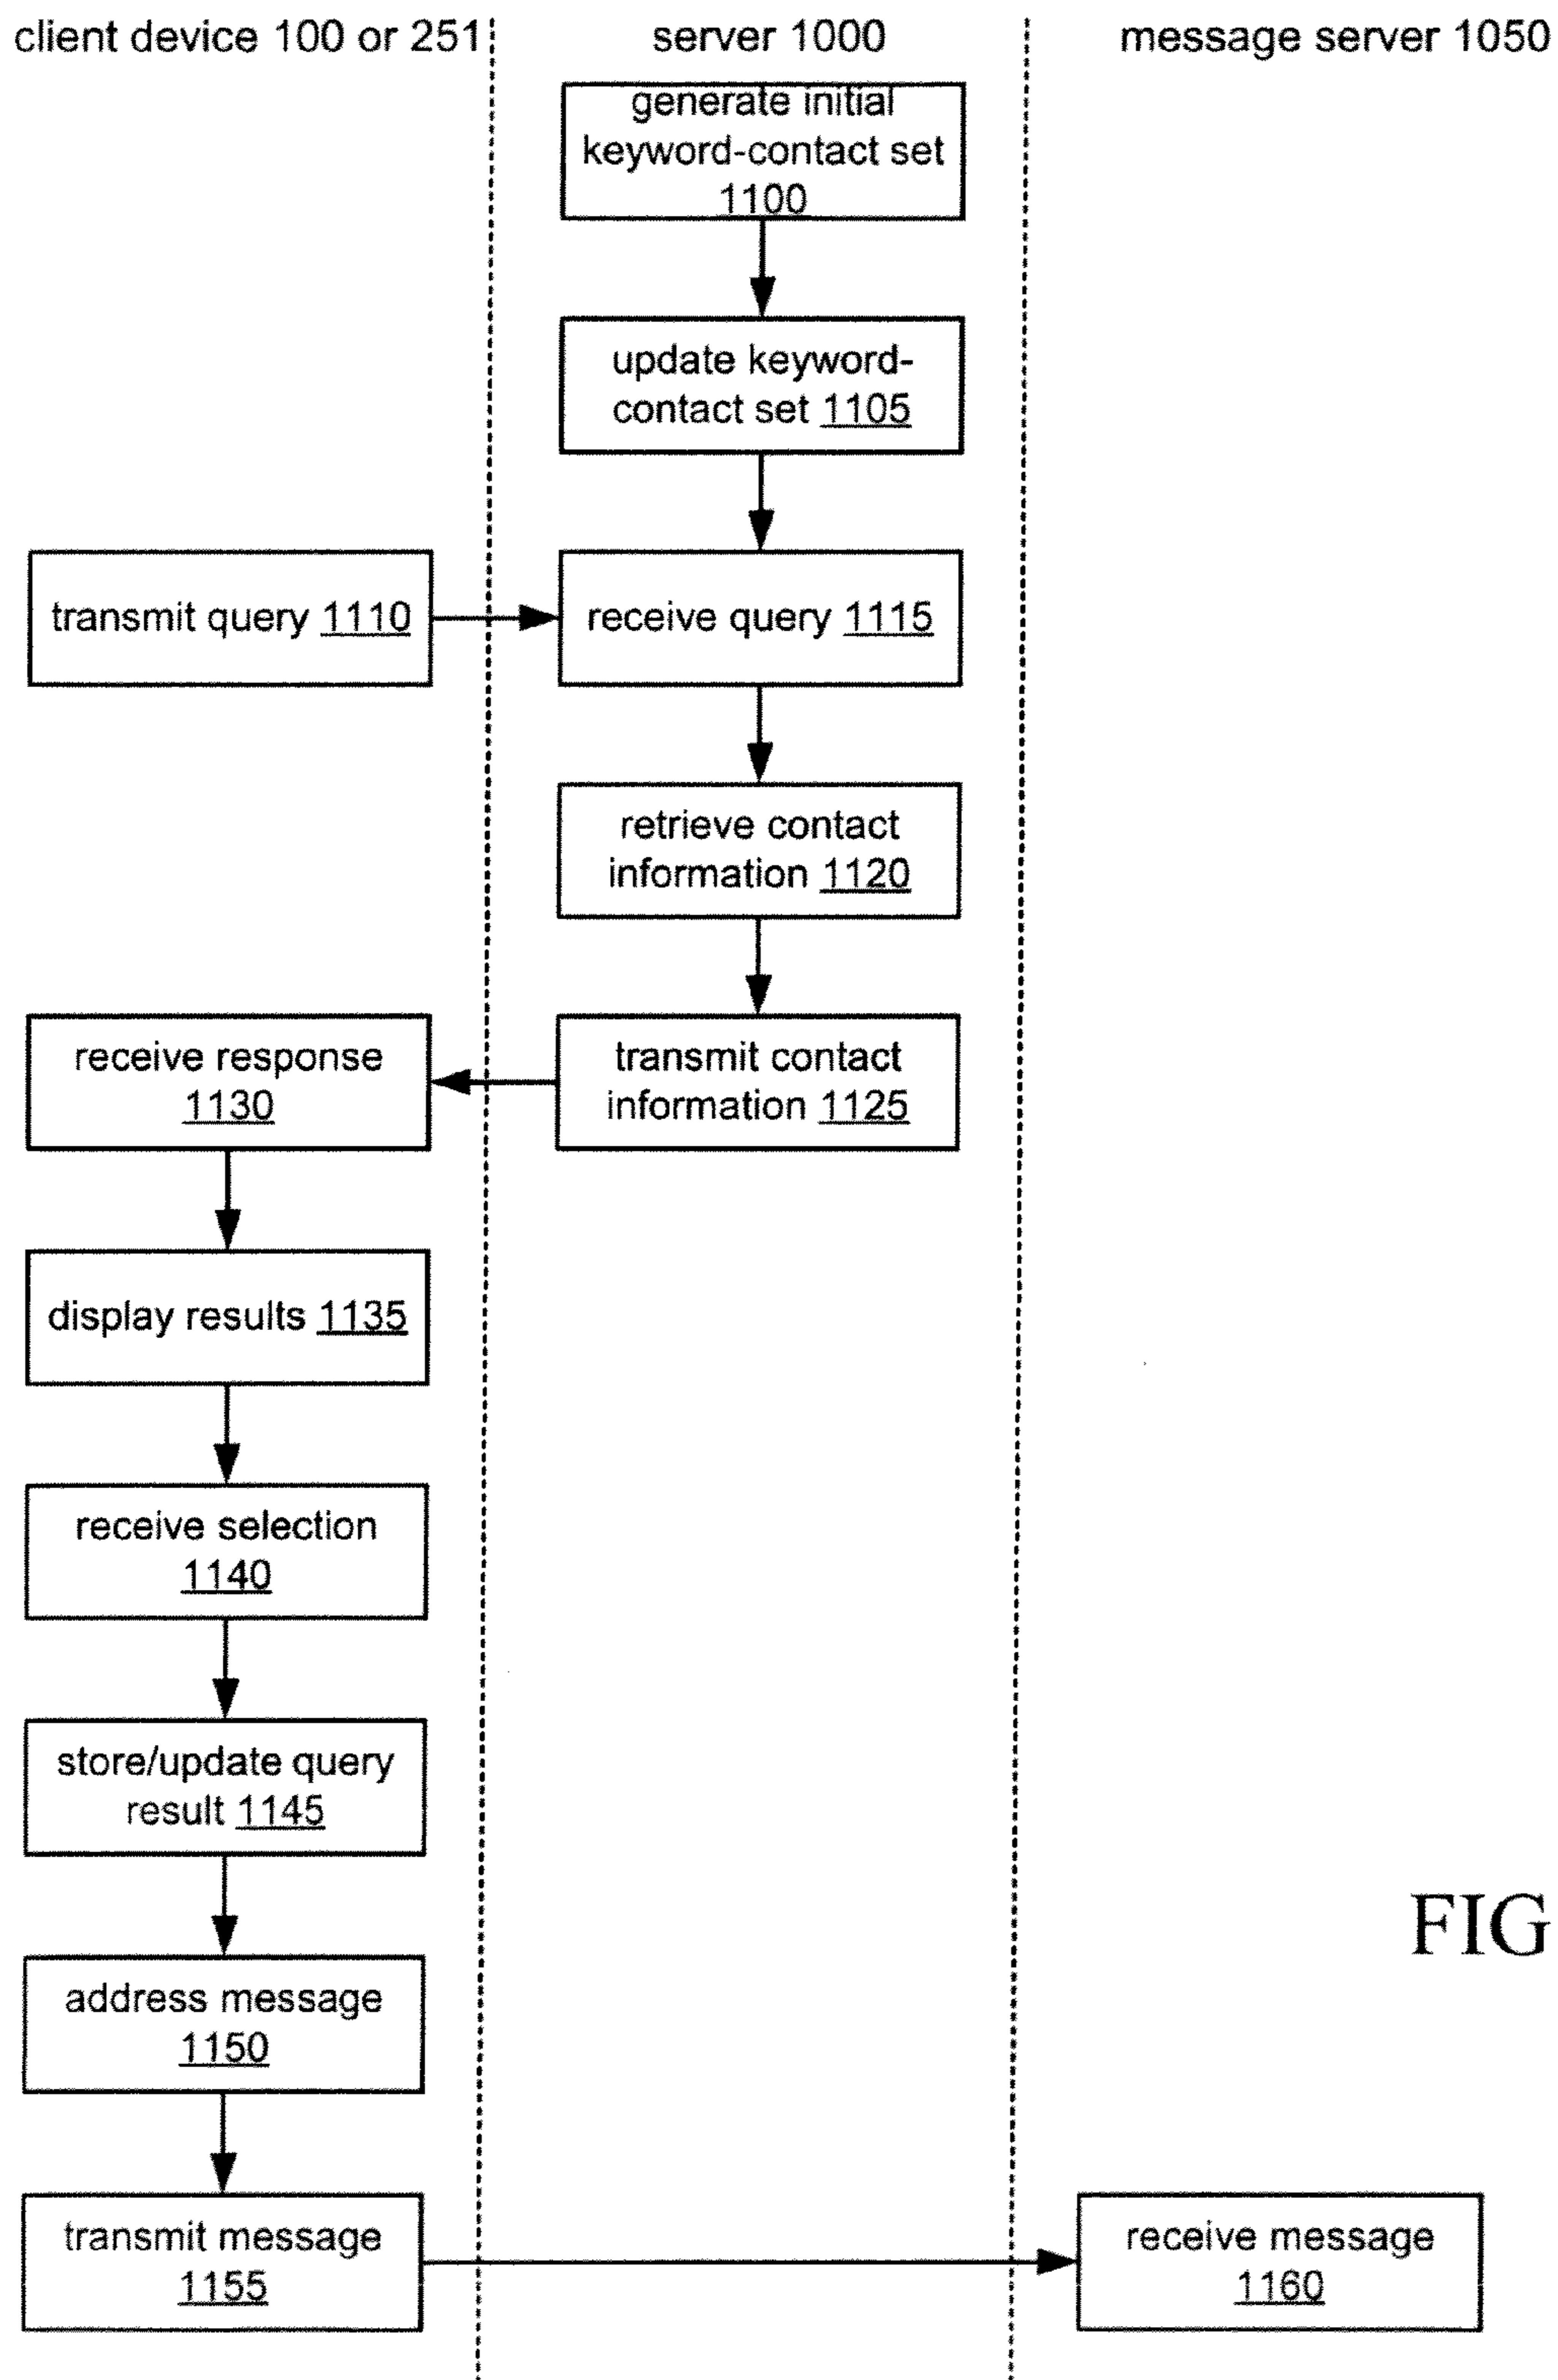 client device 100 or 251
server 1000
message server 1050
generate initial
keyword-contact set
1100
update keyword-
contact set 1105
transmit query 1110
receive query 1115
retrieve contact
information 1120
receive response
1130
transmit contact
information 1125
display results 1135
receive selection
1140
store/update query
result 1145
FIG
address message
1150
transmit message
1155
receive message
1160